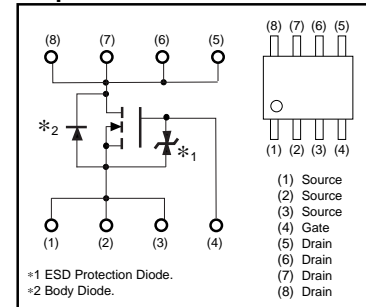 (8) (7) (6) (5)
(8) (7) (6) (5)
∗2
∗1
(1) (2) (3) (4)
(1) (2) (3) (4)
∗1 ESD Protection Diode.
∗2 Body Diode.
(1) Source
(2) Source
(3) Source
(4) Gate
(5) Drain
(6) Drain
(7) Drain
(8) Drain